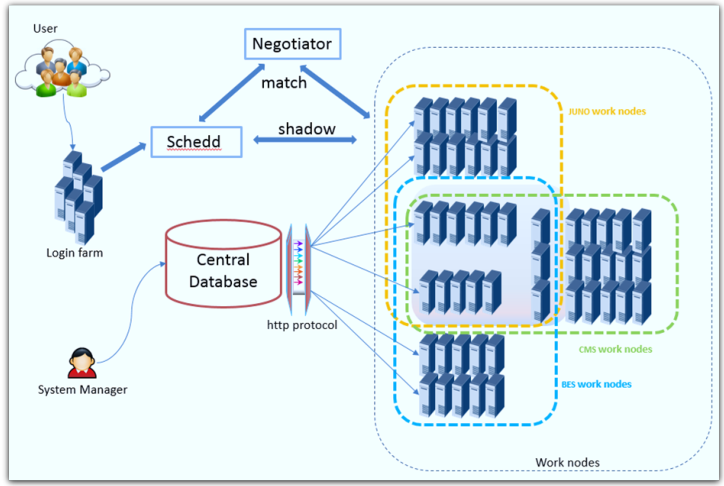 User
Negotiator
match
JUNO work nodes
Schedd
shadow
Login farm
Central
Database
http protocol
CMS work nodes
System Manager
BES work nodes
Work nodes